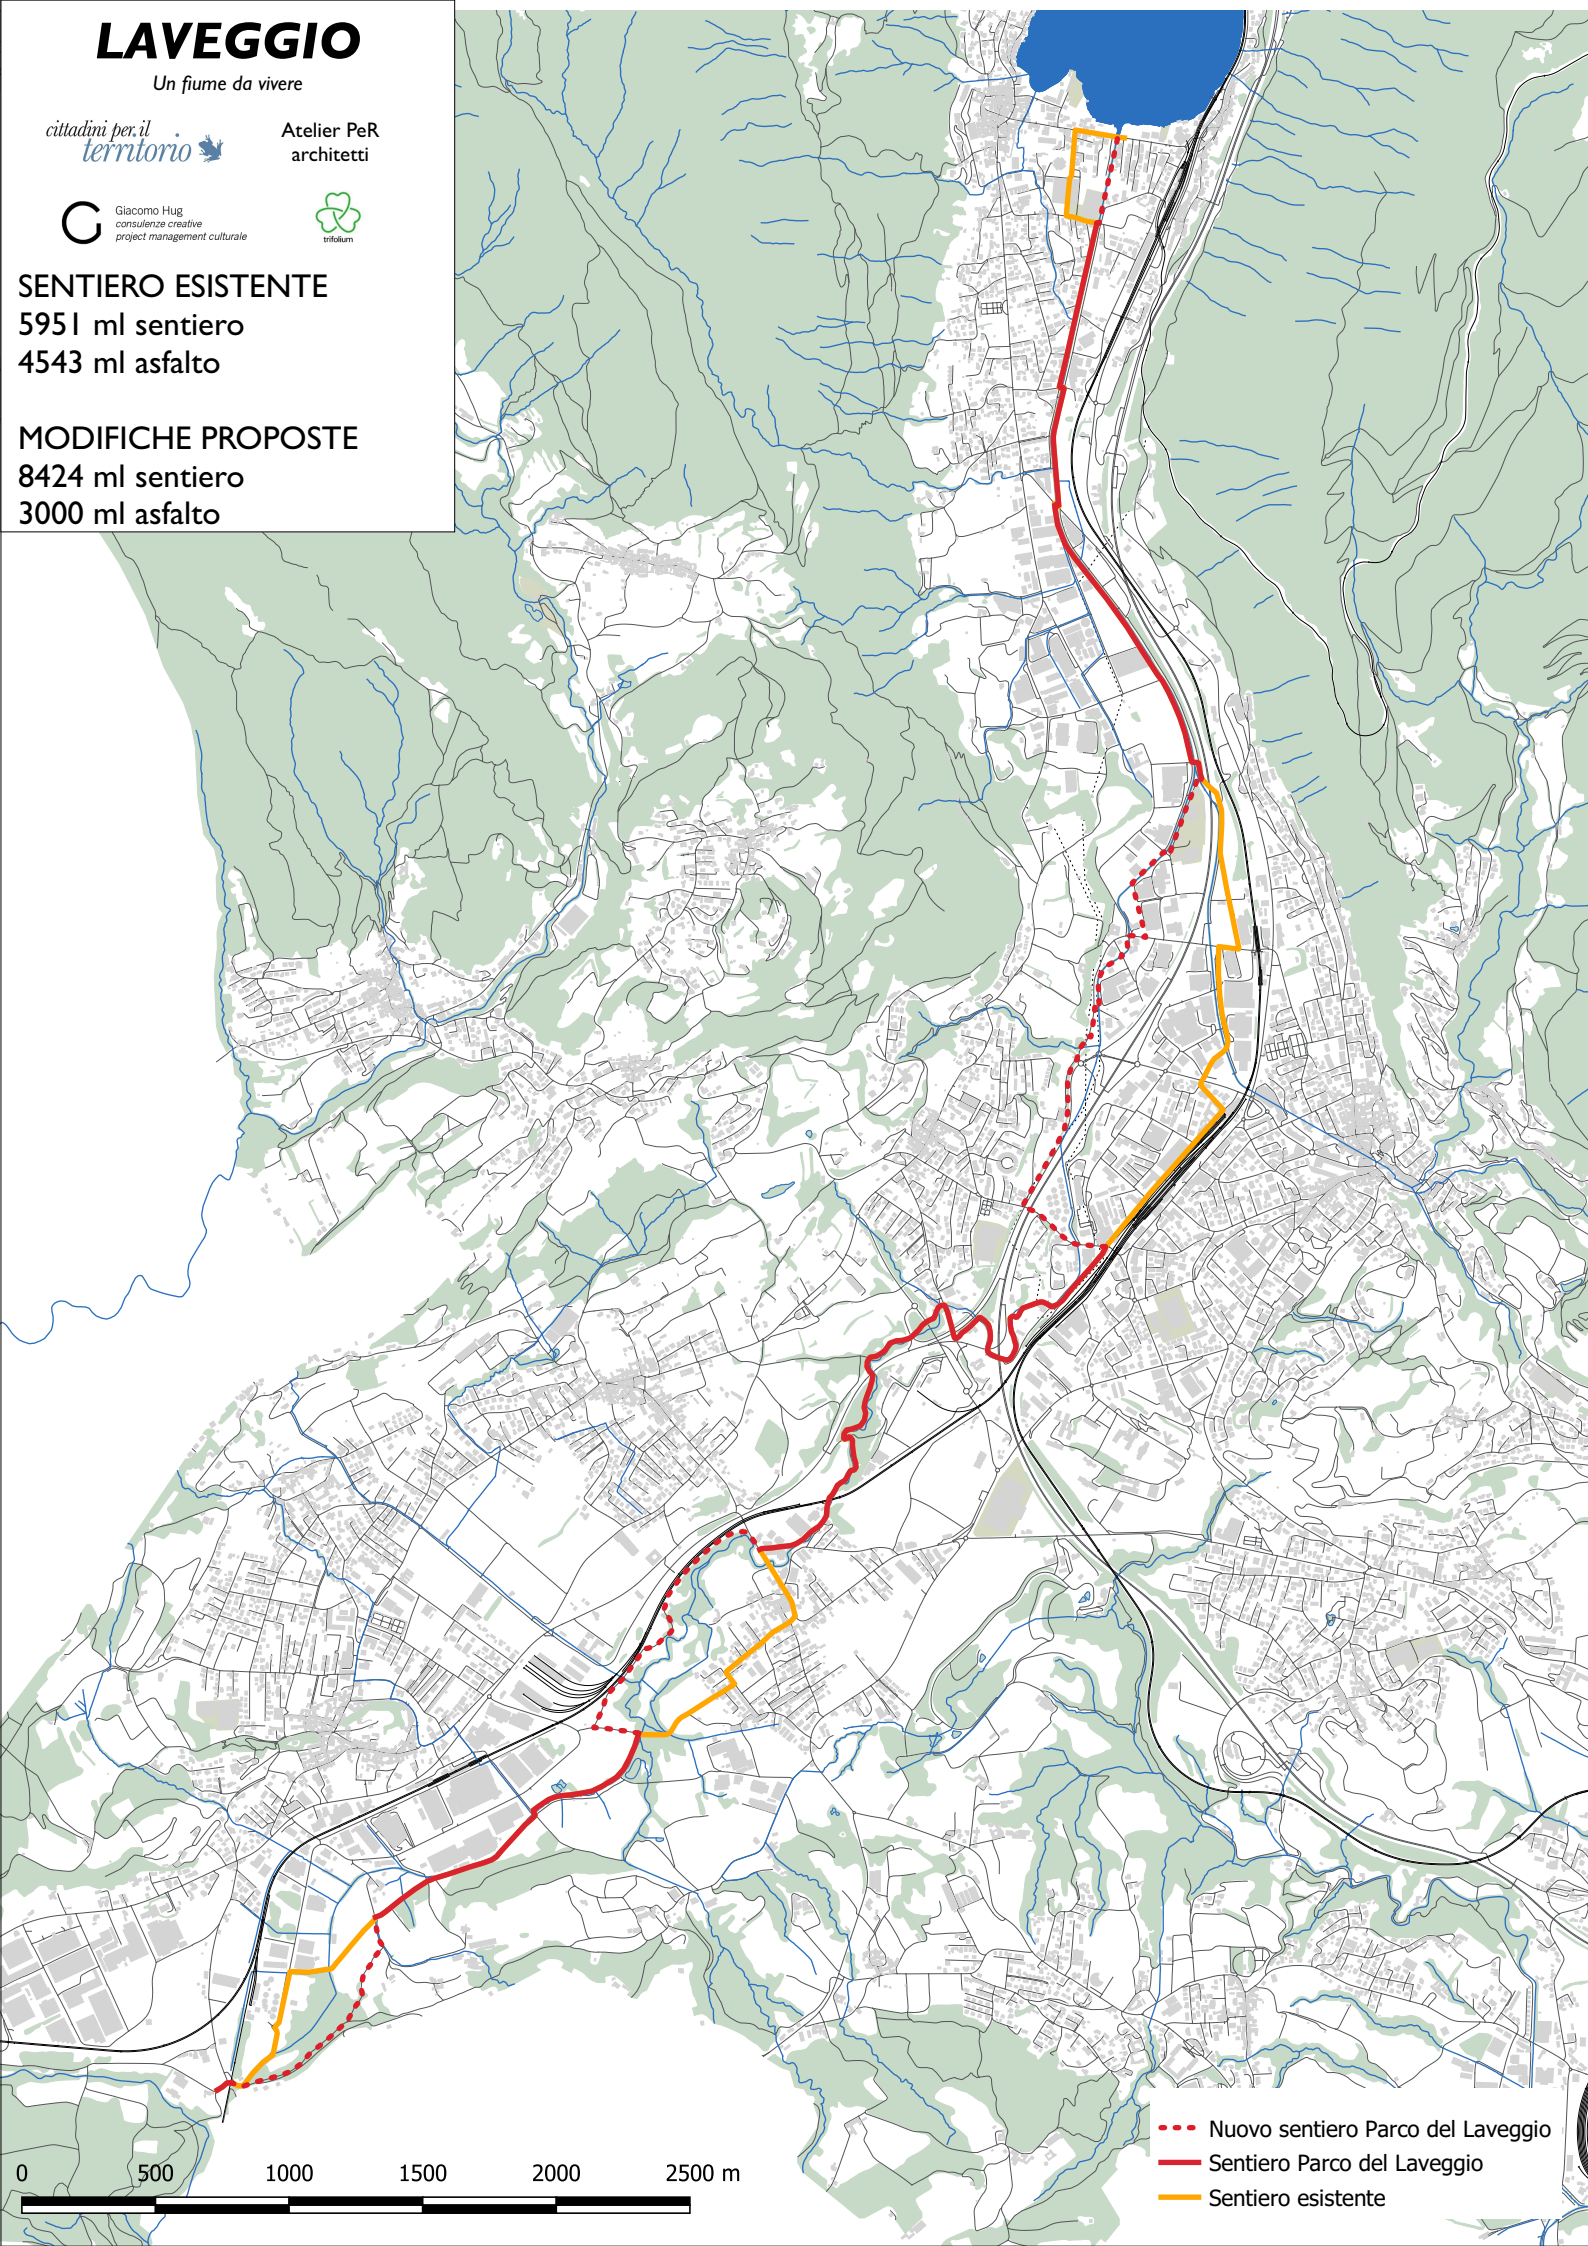 LAVEGGIO
Un fiume da vivere
cittadini per il
territorio
Atelier PeR
architetti
Giacomo Hug
consulenze creative
project management culturale
trifolium
SENTIERO ESISTENTE
5951 ml sentiero
4543 ml asfalto
MODIFICHE PROPOSTE
8424 ml sentiero
3000 ml asfalto
Nuovo sentiero Parco del Laveggio
Sentiero Parco del Laveggio
Sentiero esistente
0 500 1000 1500 2000 2500 m